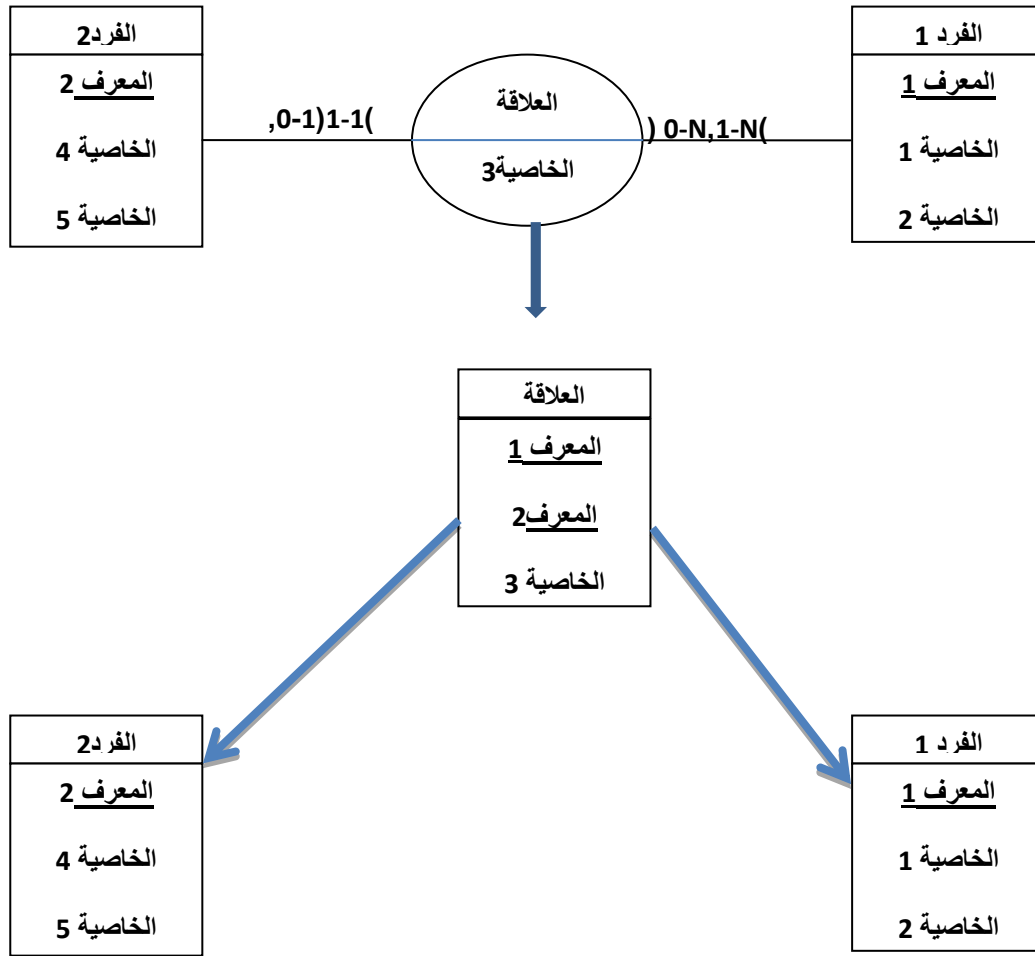 الفرد 1
المعرف 1
الخاصية 1
الخاصية 2
) 0-N,1-N(
العلاقة
الخاصية3
,0-1)1-1(
الفرد2
المعرف 2
الخاصية 4
الخاصية 5
العلاقة
المعرف 1
المعرف2
الخاصية 3
الفرد 1
المعرف 1
الخاصية 1
الخاصية 2
الفرد2
المعرف 2
الخاصية 4
الخاصية 5